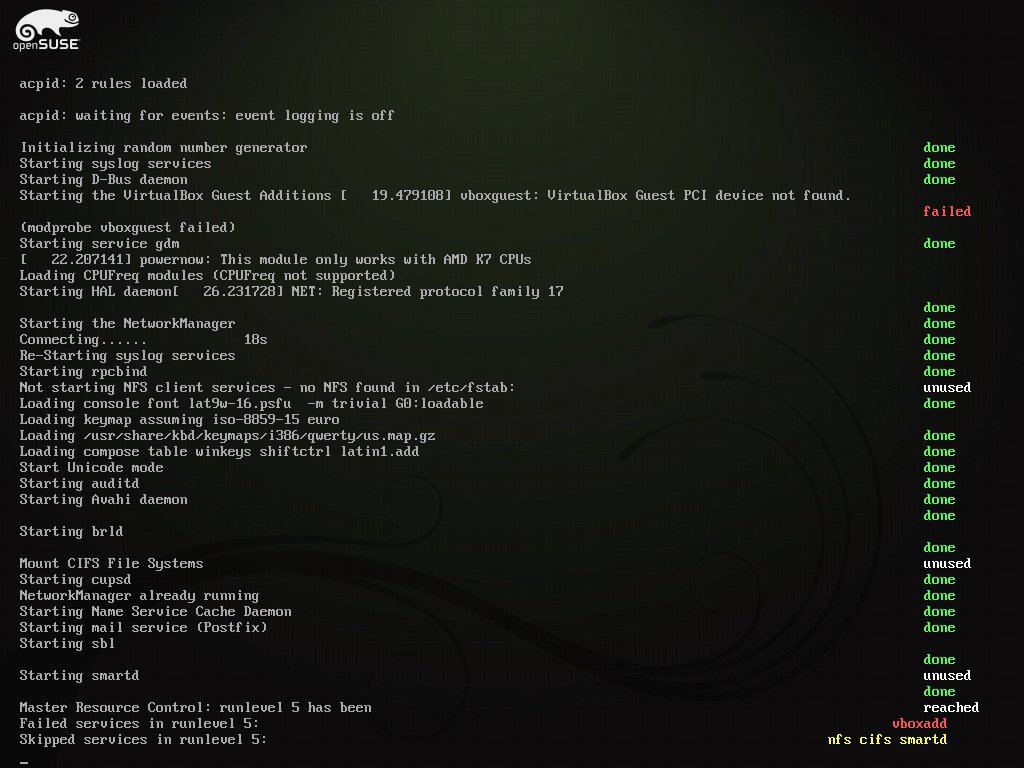 openSUSE
acpid: 2 rules loaded
acpid: waiting for events: event logging is off
Initializing random number generator done
Starting syslog services done
Starting D-Bus daemon done
Starting the VirtualBox Guest Additions [   19.479108] vboxguest: VirtualBox Guest PCI device not found.
failed
(modprobe vboxguest failed)
Starting service gdm done
[   22.207141] powernow: This module only works with AMD K7 CPUs
Loading CPUFreq modules (CPUFreq not supported)
Starting HAL daemon[   26.231728] NET: Registered protocol family 17
done
Starting the NetworkManager done
Connecting...... 18s done
Re-Starting syslog services done
Starting rpcbind done
Not starting NFS client services - no NFS found in /etc/fstab: unused
Loading console font lat9w-16.psfu  -m trivial G0:loadable done
Loading keymap assuming iso-8859-15 euro
Loading /usr/share/kbd/keymaps/i386/qwerty/us.map.gz done
Loading compose table winkeys shiftctrl latin1.add done
Start Unicode mode done
Starting auditd done
Starting Avahi daemon done
done
Starting brld
done
Mount CIFS File Systems unused
Starting cupsd done
NetworkManager already running done
Starting Name Service Cache Daemon done
Starting mail service (Postfix) done
Starting sbl
done
Starting smartd unused
done
Master Resource Control: runlevel 5 has been reached
Failed services in runlevel 5: vboxadd
Skipped services in runlevel 5: nfs cifs smartd
_